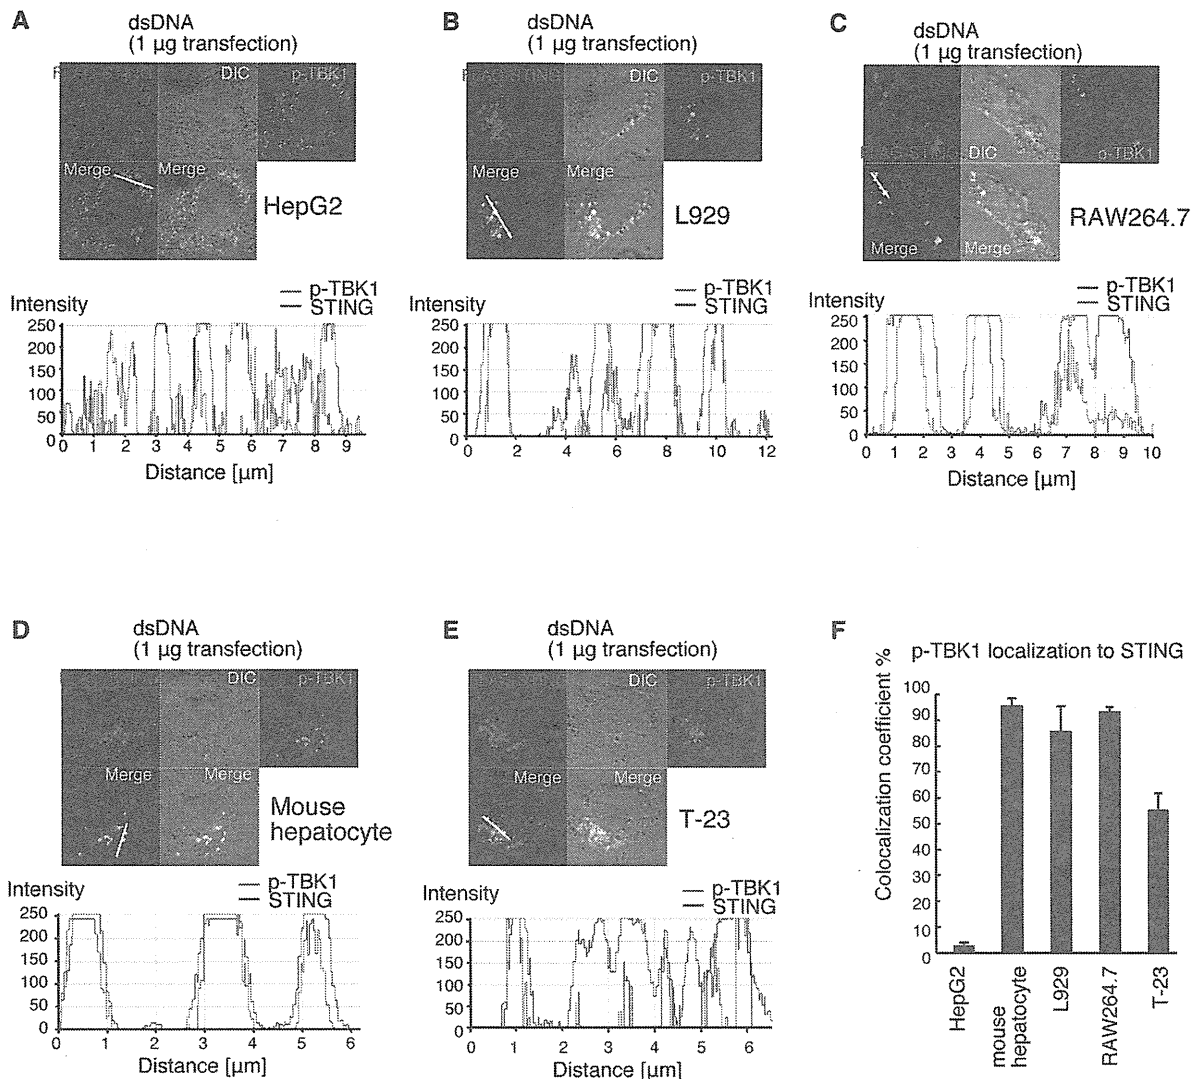 A
dsDNA
(1 µg transfection)
DIC
p-TBK1
Merge
Merge
HepG2
Intensity
p-TBK1
STING
250
200
150
100
50
0
0 1 2 3 4 5 6 7 8 9
Distance [µm]
B
dsDNA
(1 µg transfection)
FLAG-STING
DIC
p-TBK1
Merge
Merge
L929
Intensity
p-TBK1
STING
250
200
150
100
50
0
0 2 4 6 8 10 12
C
dsDNA
(1 µg transfection)
FLAG-STING
DIC
p-TBK1
Merge
Merge
RAW264.7
Intensity
p-TBK1
STING
250
200
150
100
50
0
0 1 2 3 4 5 6 7 8 9 10
Distance [µm]
D
dsDNA
(1 µg transfection)
DIC
p-TBK1
Merge
Merge
Mouse
hepatocyte
Intensity
p-TBK1
STING
250
200
150
100
50
0
0 1 2 3 4 5 6
Distance [µm]
E
dsDNA
(1 µg transfection)
DIC
p-TBK1
Merge
Merge
T-23
Intensity
p-TBK1
STING
250
200
150
100
50
0
0 1 2 3 4 5 6
Distance [µm]
F
p-TBK1 localization to STING
Colocalization coefficient %
100
90
80
70
60
50
40
30
20
10
0
HepG2
mouse
hepatocyte
L929
RAW264.7
T-23